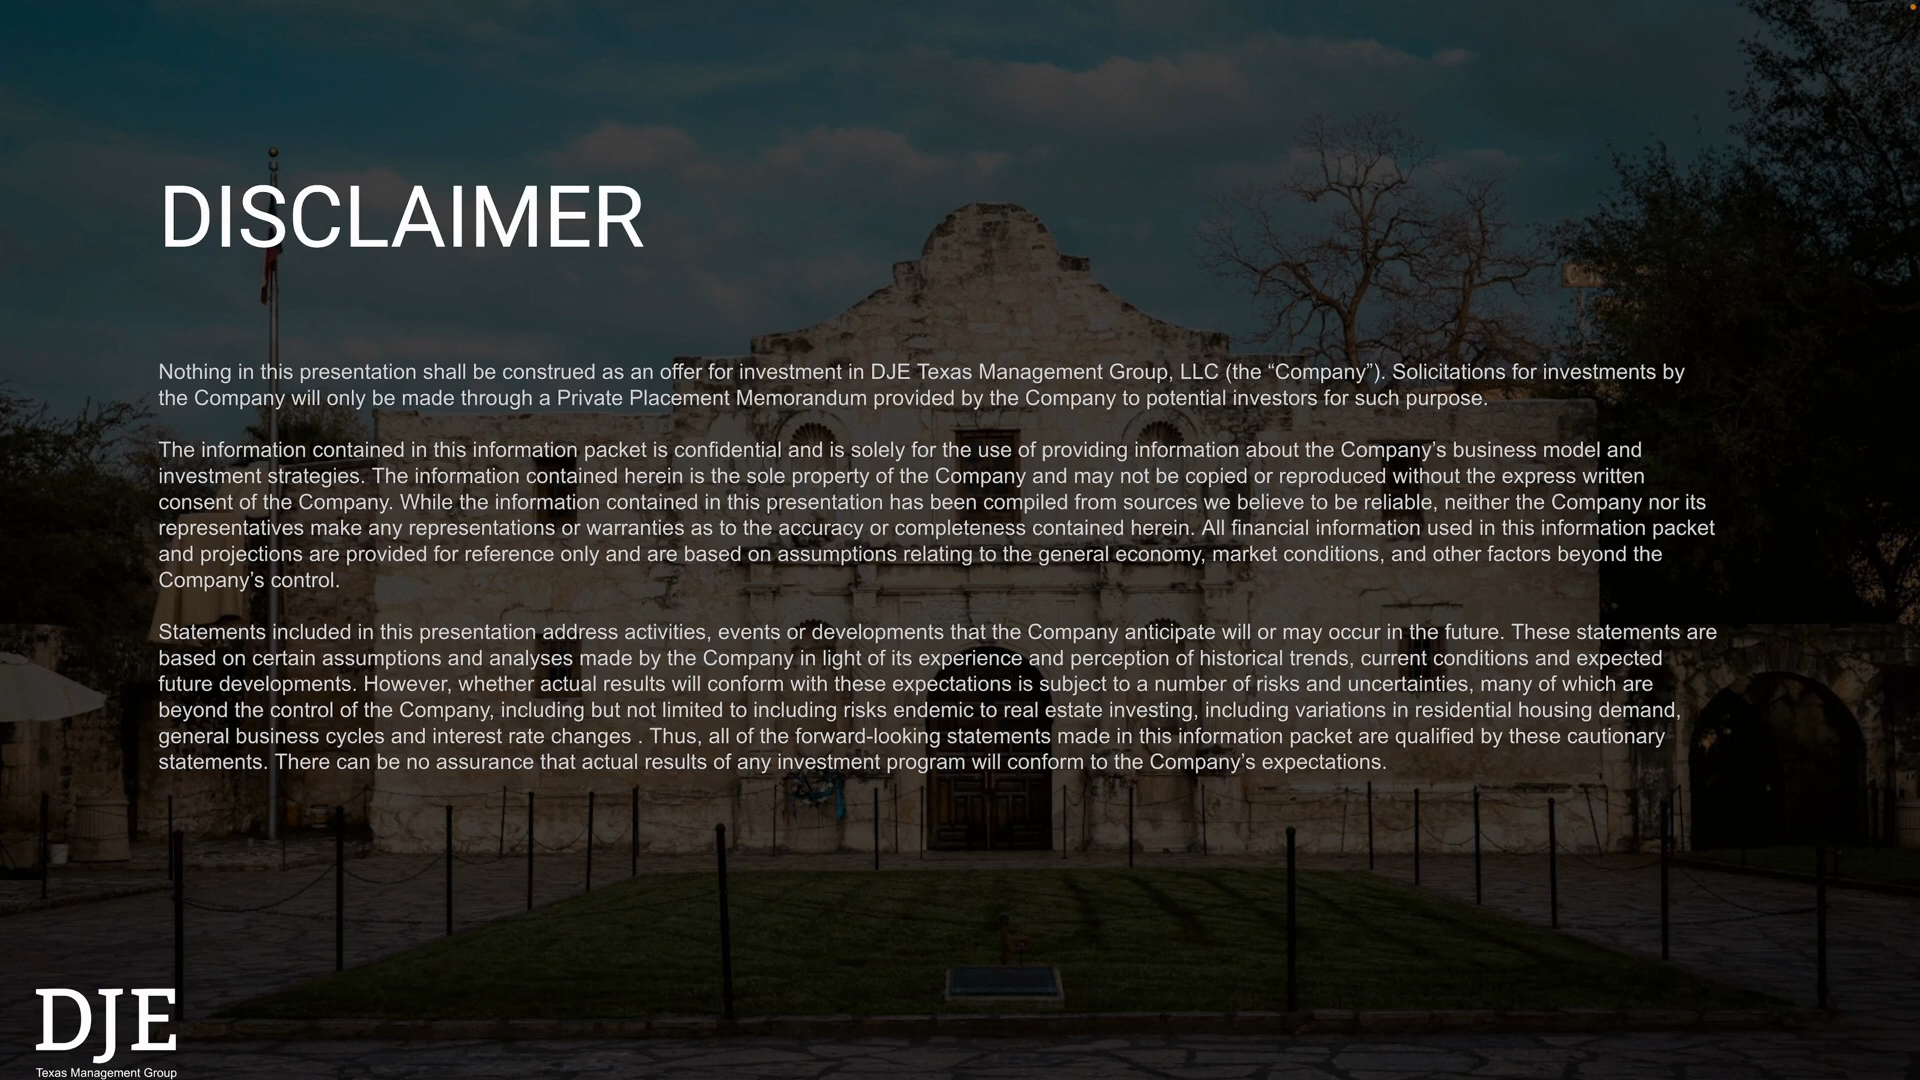 DISCLAIMER
Nothing in this presentation shall be construed as an offer for investment in DJE Texas Management Group, LLC (the “Company”). Solicitations for investments by
the Company will only be made through a Private Placement Memorandum provided by the Company to potential investors for such purpose.
The information contained in this information packet is confidential and is solely for the use of providing information about the Company’s business model and
investment strategies. The information contained herein is the sole property of the Company and may not be copied or reproduced without the express written
consent of the Company. While the information contained in this presentation has been compiled from sources we believe to be reliable, neither the Company nor its
representatives make any representations or warranties as to the accuracy or completeness contained herein. All financial information used in this information packet
and projections are provided for reference only and are based on assumptions relating to the general economy, market conditions, and other factors beyond the
Company’s control.
Statements included in this presentation address activities, events or developments that the Company anticipate will or may occur in the future. These statements are
based on certain assumptions and analyses made by the Company in light of its experience and perception of historical trends, current conditions and expected
future developments. However, whether actual results will conform with these expectations is subject to a number of risks and uncertainties, many of which are
beyond the control of the Company, including but not limited to including risks endemic to real estate investing, including variations in residential housing demand,
general business cycles and interest rate changes . Thus, all of the forward-looking statements made in this information packet are qualified by these cautionary
statements. There can be no assurance that actual results of any investment program will conform to the Company’s expectations.
DJE
Texas Management Group